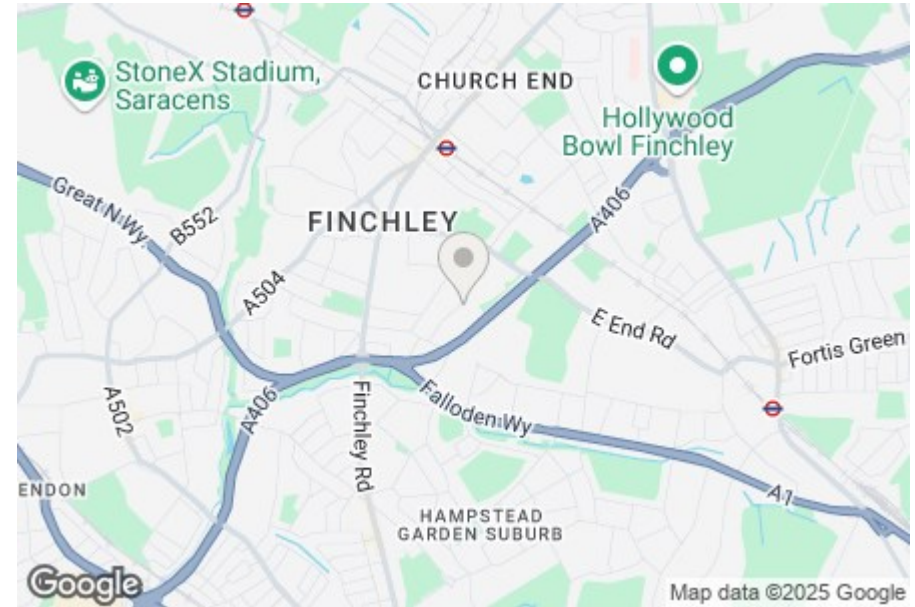 StoneX Stadium,
Saracens
CHURCH END
Hollywood
Bowl Finchley
Great N Wy.
B552
FINCHLEY
A406
A504
E End Rd
Fortis Green
A502
A406
Finchley Rd
Falloden Wy
ENDON
HAMPSTEAD
GARDEN SUBURB
A1
Google
Map data ©2025 Google